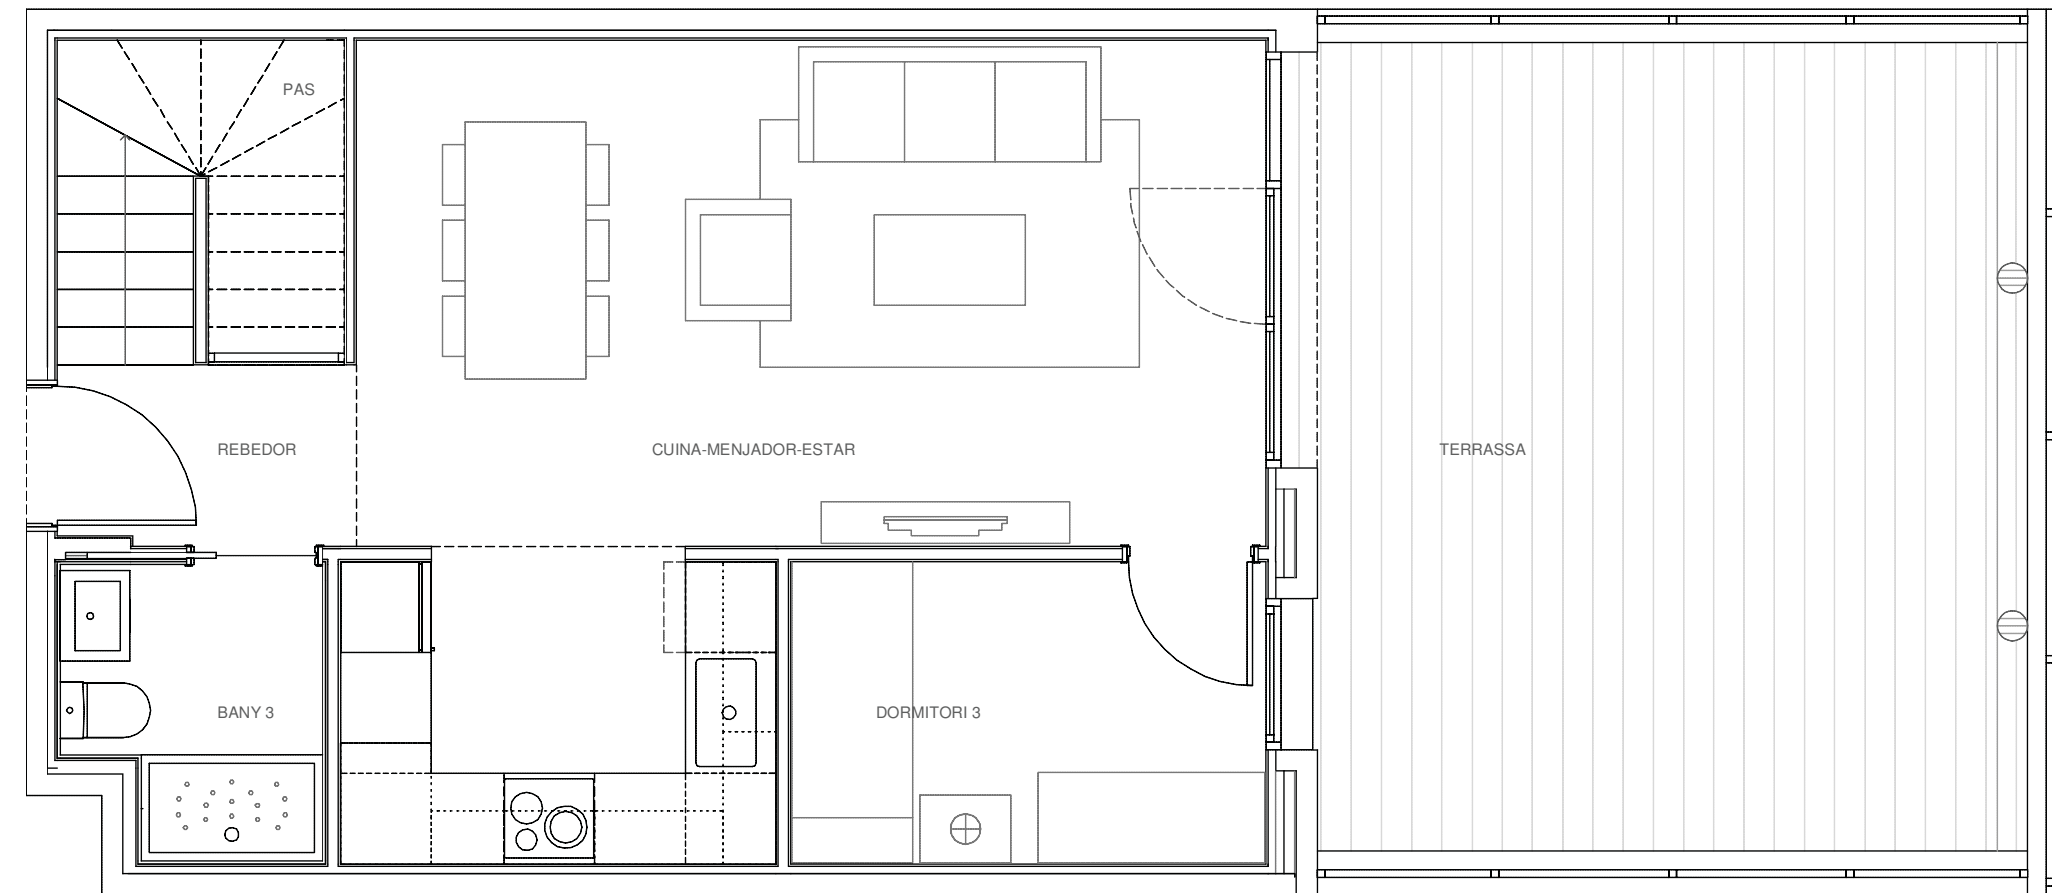 PAS
REBEDOR
CUINA-MENJADOR-ESTAR
TERRASSA
BANY 3
DORMITORI 3